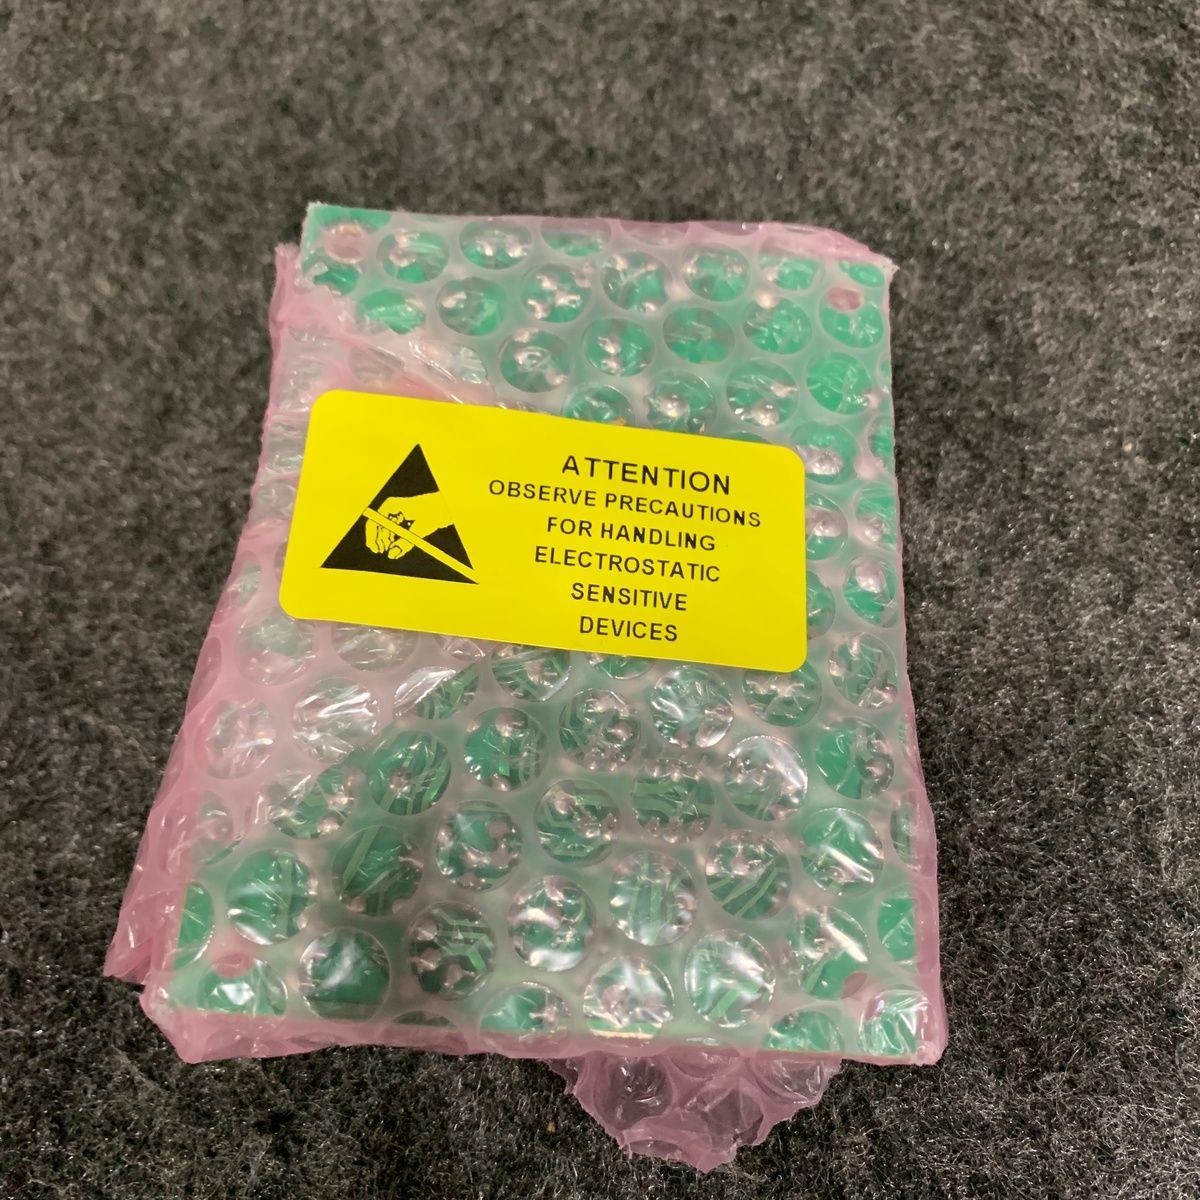 ATTENTION
OBSERVE PRECAUTIONS
FOR HANDLING
ELECTROSTATIC
SENSITIVE
DEVICES